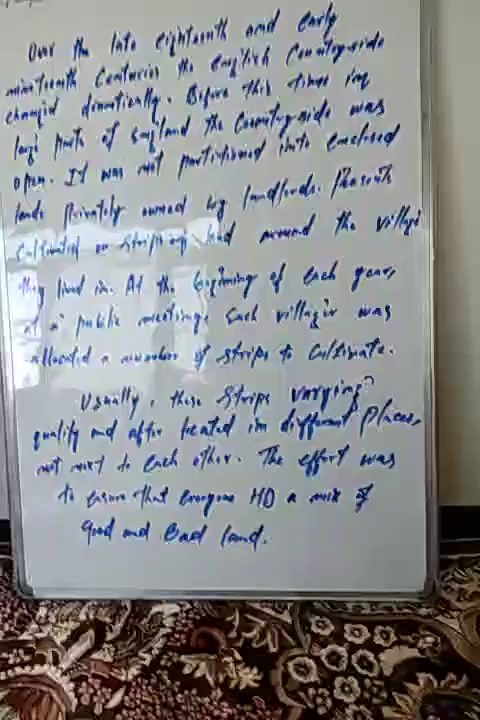 Over the late eighteenth and early
nineteenth Centuries the english Countryside
changed dramatically. Before this time in
large parts of England the Countryside was
open. It was not partitioned into enclosed
lands Privately owned by landlords. Peasants
Cultivated on strips of land around the village
they lived in. At the beginning of each year,
at a public meeting, each villager was
allocated a number of strips to Cultivate.
Usually, these Strips varying
quality and often located in different Places,
not next to each other. The effort was
to ensure that everyone HD a mix of
Good and Bad land.